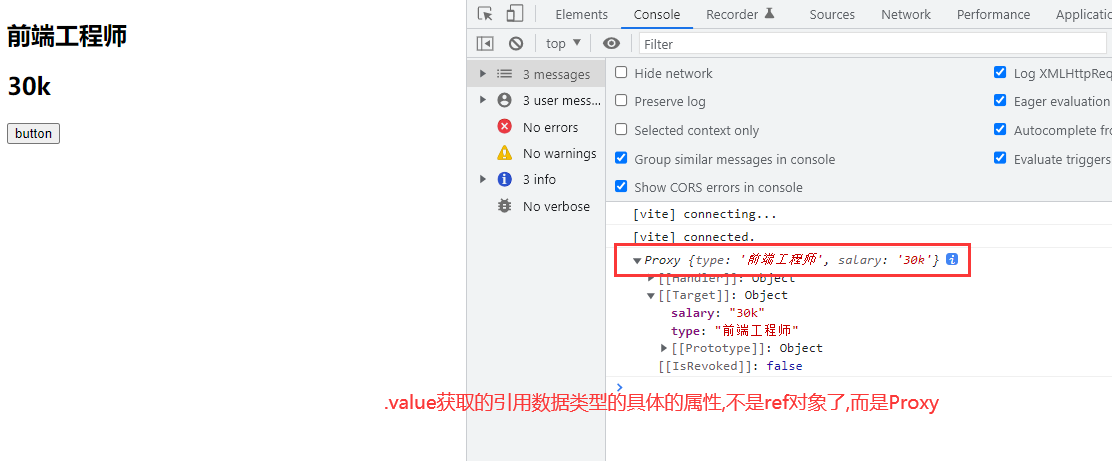 前端工程师
30k
button
Elements Console Recorder Sources Network Performance Applicatio
top Filter
3 messages
3 user mess...
No errors
No warnings
3 info
No verbose
Hide network Log XMLHttpReq
Preserve log Eager evaluation
Selected context only Autocomplete fro
Group similar messages in console Evaluate triggers
Show CORS errors in console
[vite] connecting...
[vite] connected.
Proxy {type: '前端工程师', salary: '30k'}
[[Handler]]: Object
[[Target]]: Object
salary: "30k"
type: "前端工程师"
[[Prototype]]: Object
[[IsRevoked]]: false
.value获取的引用数据类型的具体的属性,不是ref对象了,而是Proxy